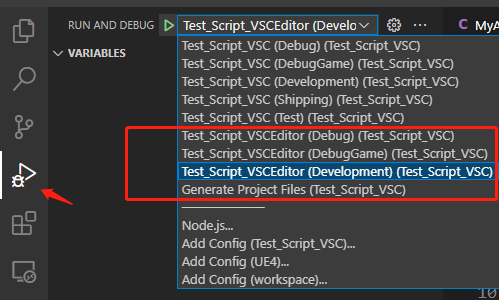 RUN AND DEBUG
Test_Script_VSCEditor (Develo
MyA
VARIABLES
Test_Script_VSC (Debug) (Test_Script_VSC)
Test_Script_VSC (DebugGame) (Test_Script_VSC)
Test_Script_VSC (Development) (Test_Script_VSC)
Test_Script_VSC (Shipping) (Test_Script_VSC)
Test_Script_VSC (Test) (Test_Script_VSC)
Test_Script_VSCEditor (Debug) (Test_Script_VSC)
Test_Script_VSCEditor (DebugGame) (Test_Script_VSC)
Test_Script_VSCEditor (Development) (Test_Script_VSC)
Generate Project Files (Test_Script_VSC)
Node.js...
Add Config (Test_Script_VSC)...
Add Config (UE4)...
Add Config (workspace)...
10